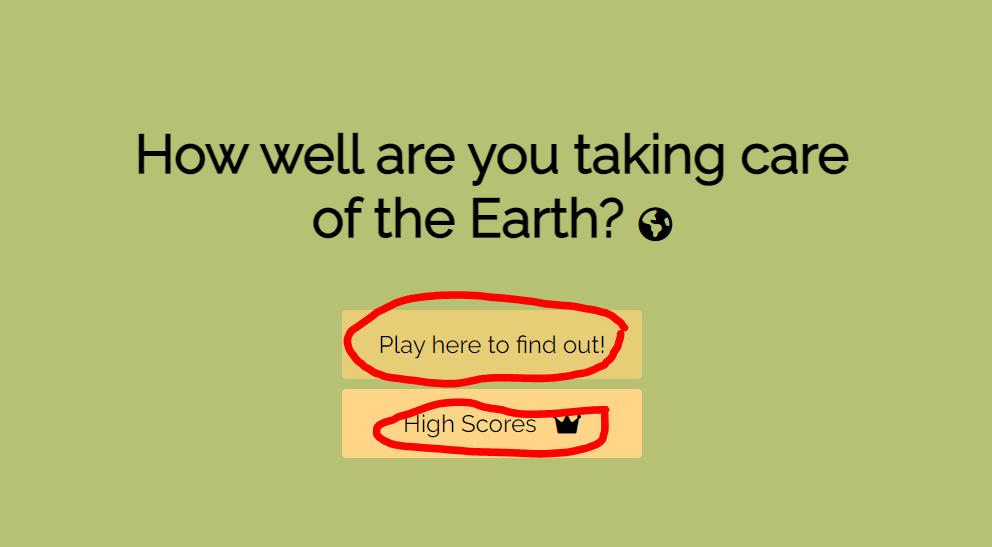 How well are you taking care
of the Earth?
Play here to find out!
High Scores